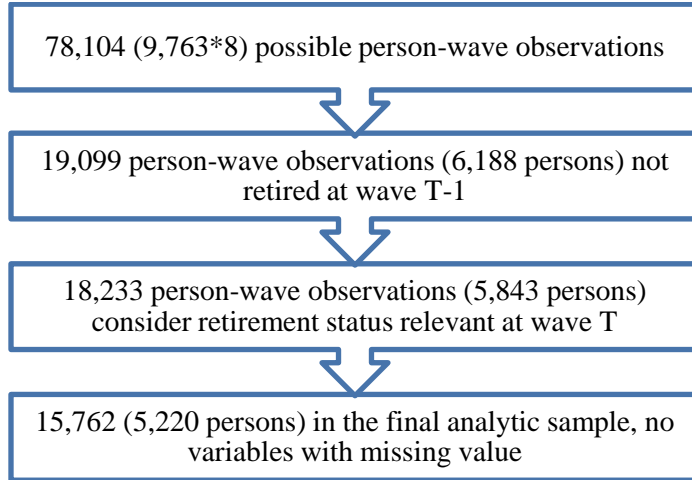 78,104 (9,763*8) possible person-wave observations
19,099 person-wave observations (6,188 persons) not
retired at wave T-1
18,233 person-wave observations (5,843 persons)
consider retirement status relevant at wave T
15,762 (5,220 persons) in the final analytic sample, no
variables with missing value